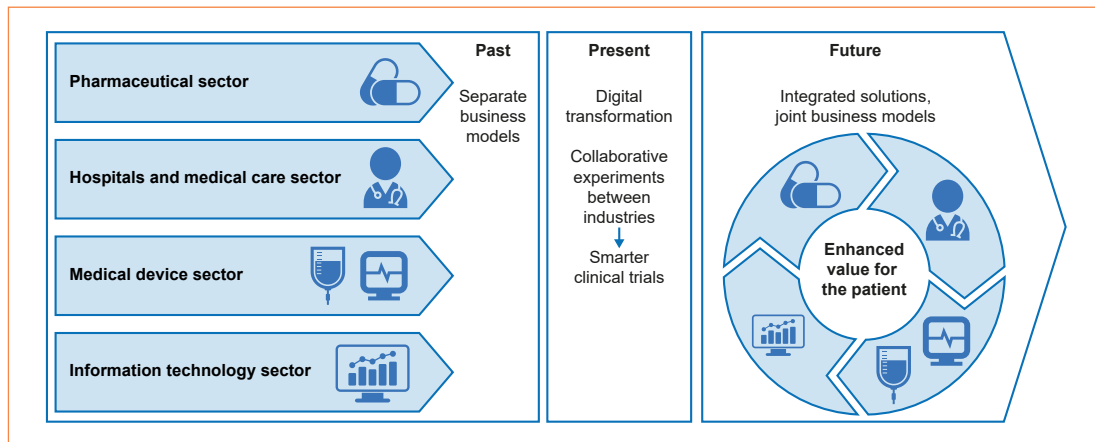 Past
Pharmaceutical sector
Separate
business
models
Hospitals and medical care sector
Medical device sector
Information technology sector
Present
Digital
transformation
Collaborative
experiments
between
industries
Smarter
clinical trials
Future
Integrated solutions,
joint business models
Enhanced
value for
the patient